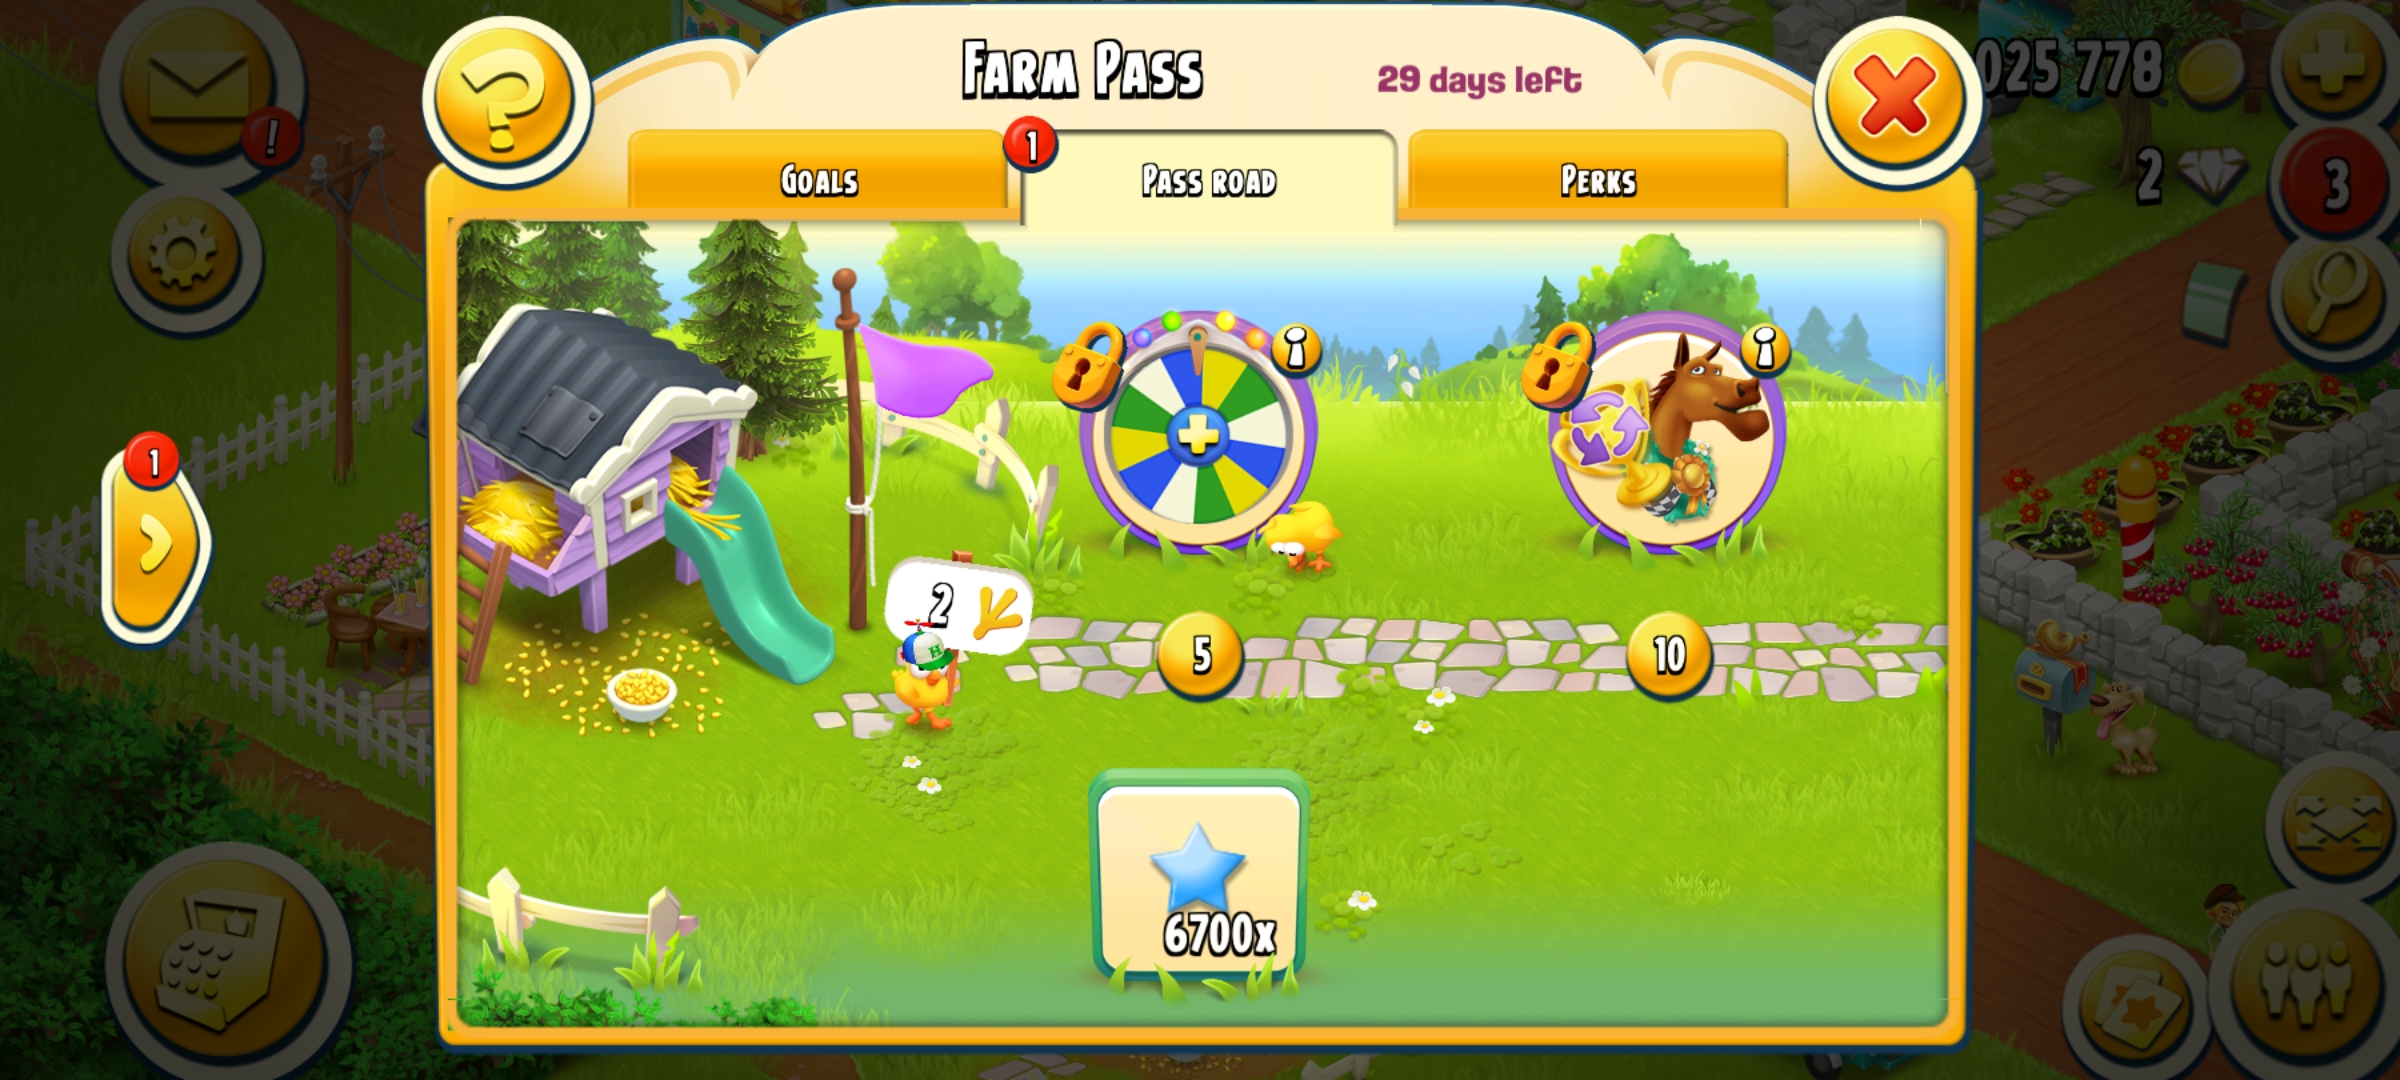 FARM PASS
29 days left
025 778
!
1
GOALS
PASS ROAD
PERKS
2
3
1
2
H
5
10
6700x